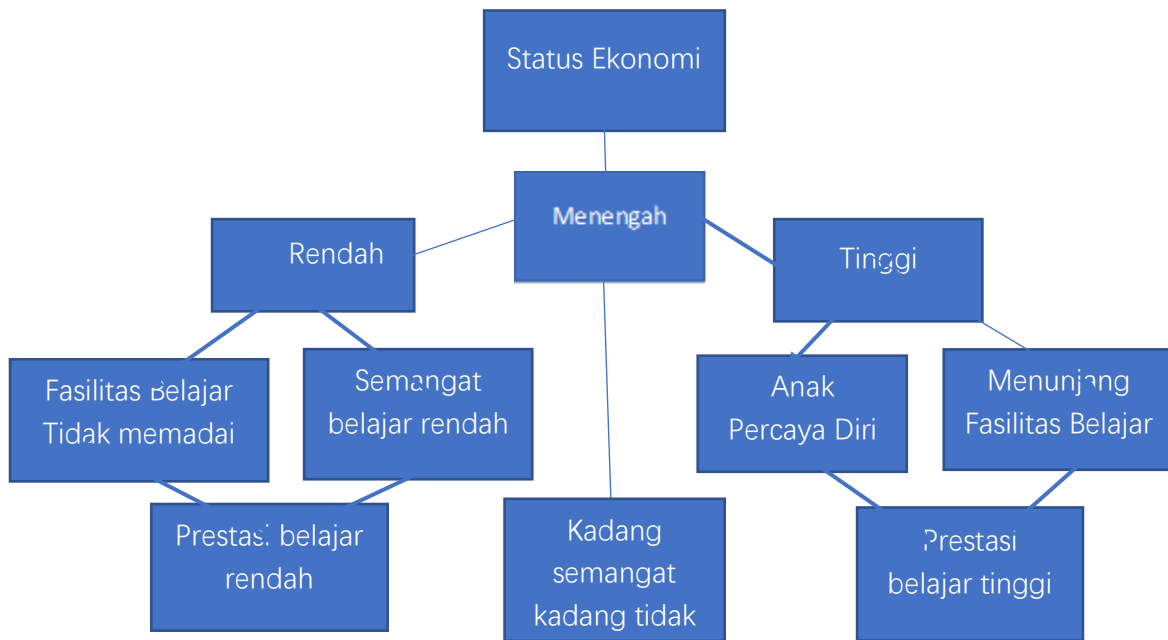 Status Ekonomi
Menengah
Rendah
Tinggi
Fasilitas Belajar
Tidak memadai
Semangat
belajar rendah
Anak
Percaya Diri
Menunjang
Fasilitas Belajar
Prestasi belajar
rendah
Kadang
semangat
kadang tidak
Prestasi
belajar tinggi